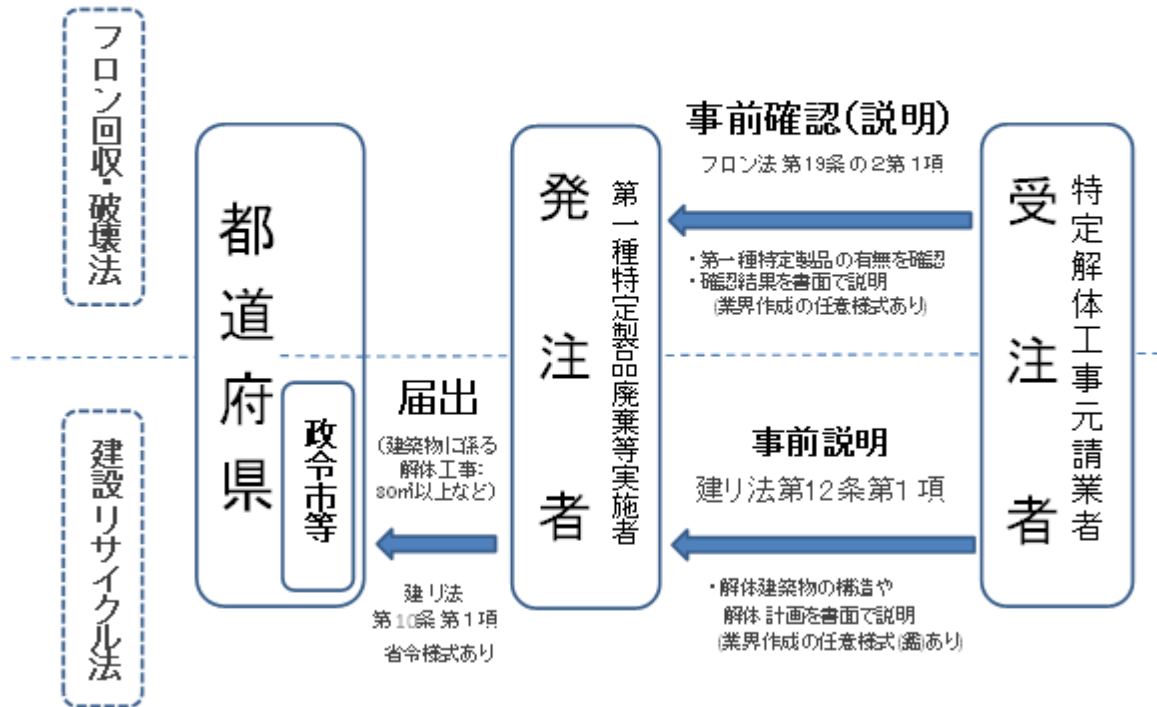 フロン回収・破壊法
建設リサイクル法
都道府県
政令市等
届出
(建築物に係る
解体工事:
80㎡以上など)
建リ法
第10条第1項
省令様式あり
発注者
第一種特定製品廃棄等実施者
事前確認(説明)
フロン法第19条の2第1項
・第一種特定製品の有無を確認
・確認結果を書面で説明
(業界作成の任意様式あり)
事前説明
建リ法第12条第1項
・解体建築物の構造や
解体計画を書面で説明
(業界作成の任意様式(鑑)あり)
受注者
特定解体工事元請業者